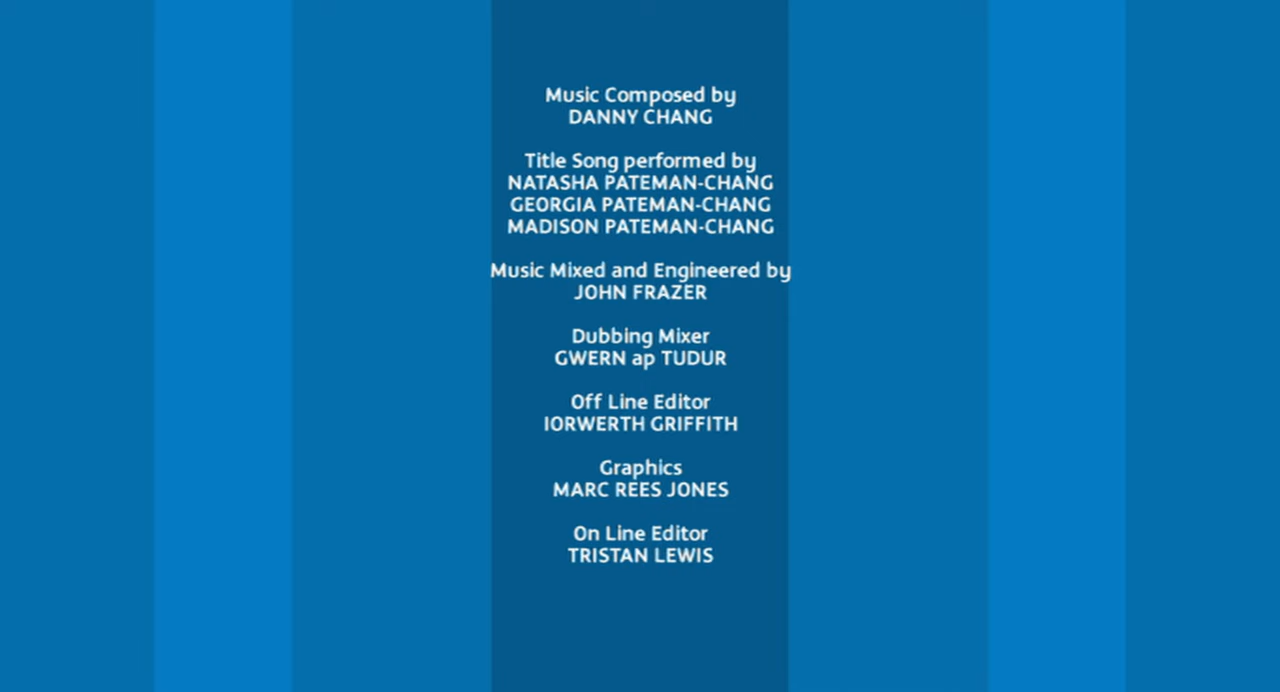 Music Composed by
DANNY CHANG
Title Song performed by
NATASHA PATEMAN-CHANG
GEORGIA PATEMAN-CHANG
MADISON PATEMAN-CHANG
Music Mixed and Engineered by
JOHN FRAZER
Dubbing Mixer
GWERN ap TUDUR
Off Line Editor
IORWERTH GRIFFITH
Graphics
MARC REES JONES
On Line Editor
TRISTAN LEWIS